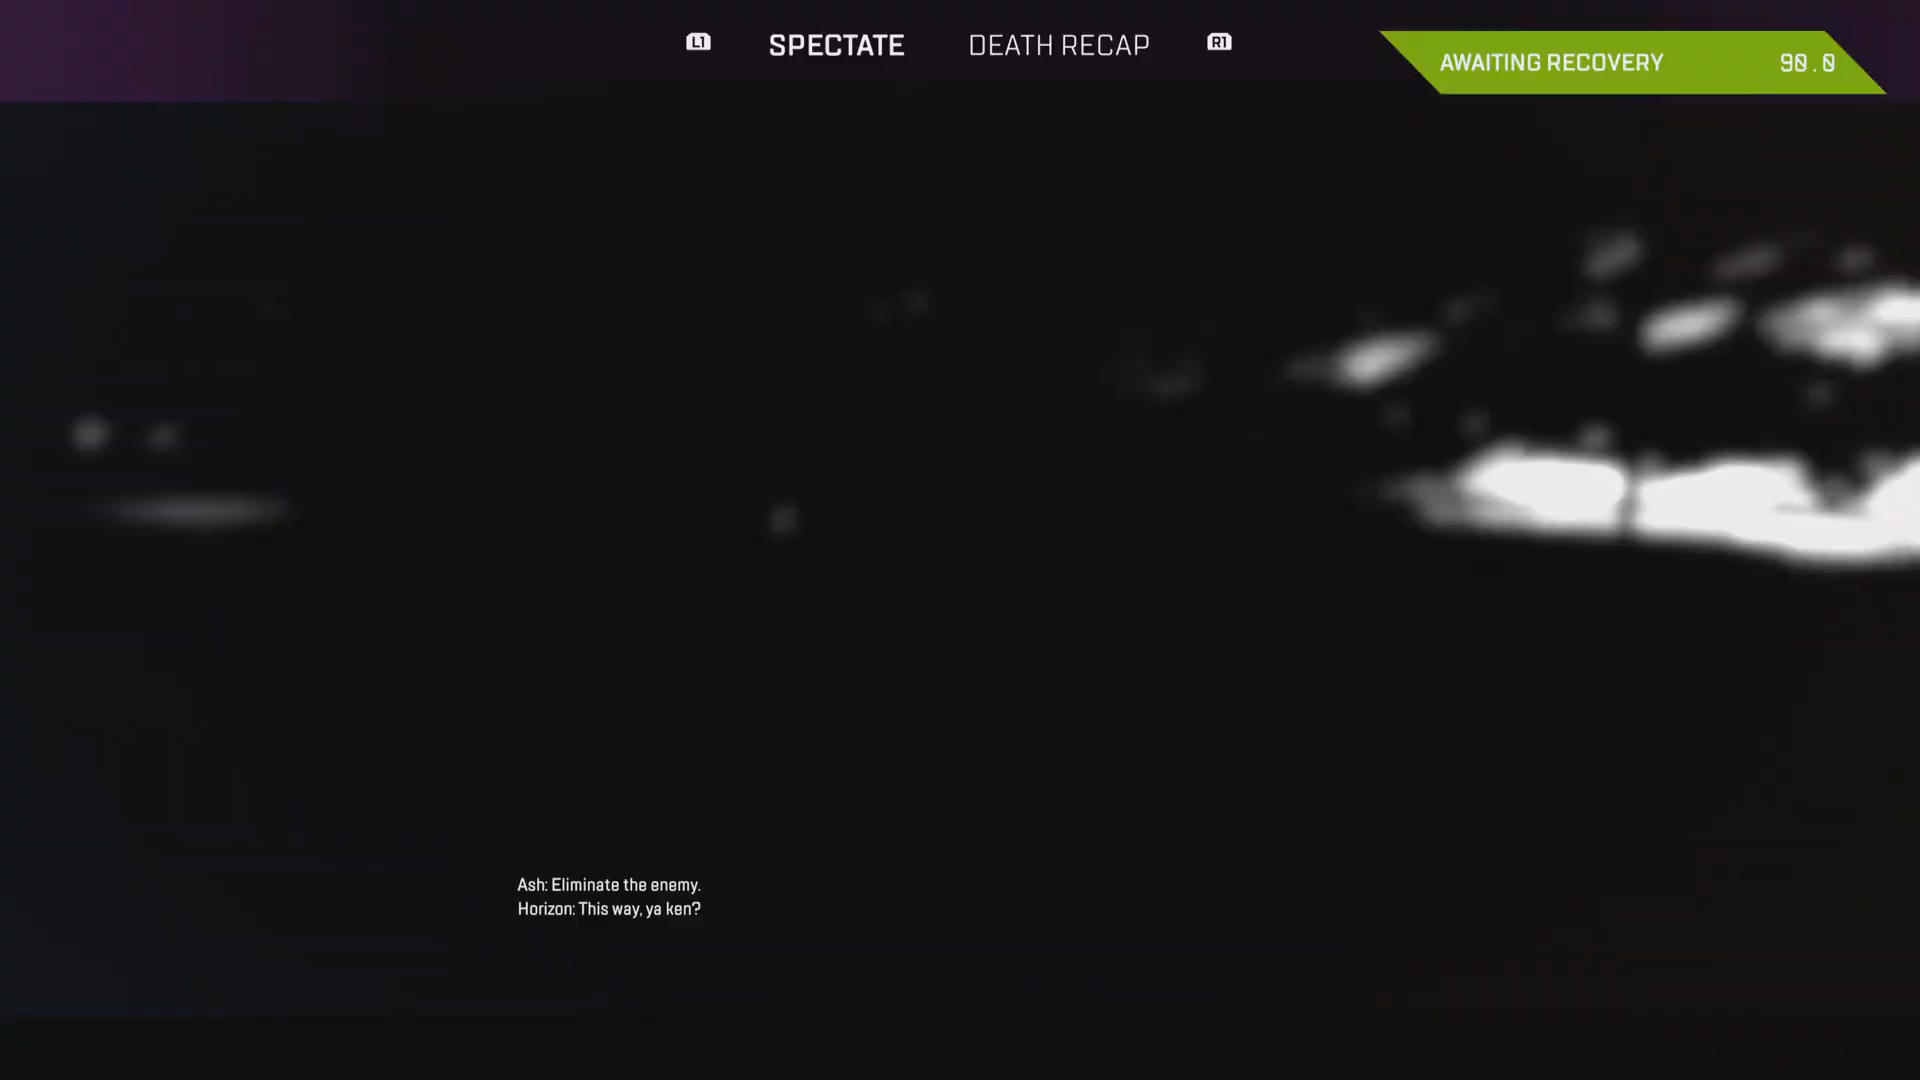 L1 SPECTATE DEATH RECAP R1
AWAITING RECOVERY 90.0
Ash: Eliminate the enemy.
Horizon: This way, ya ken?